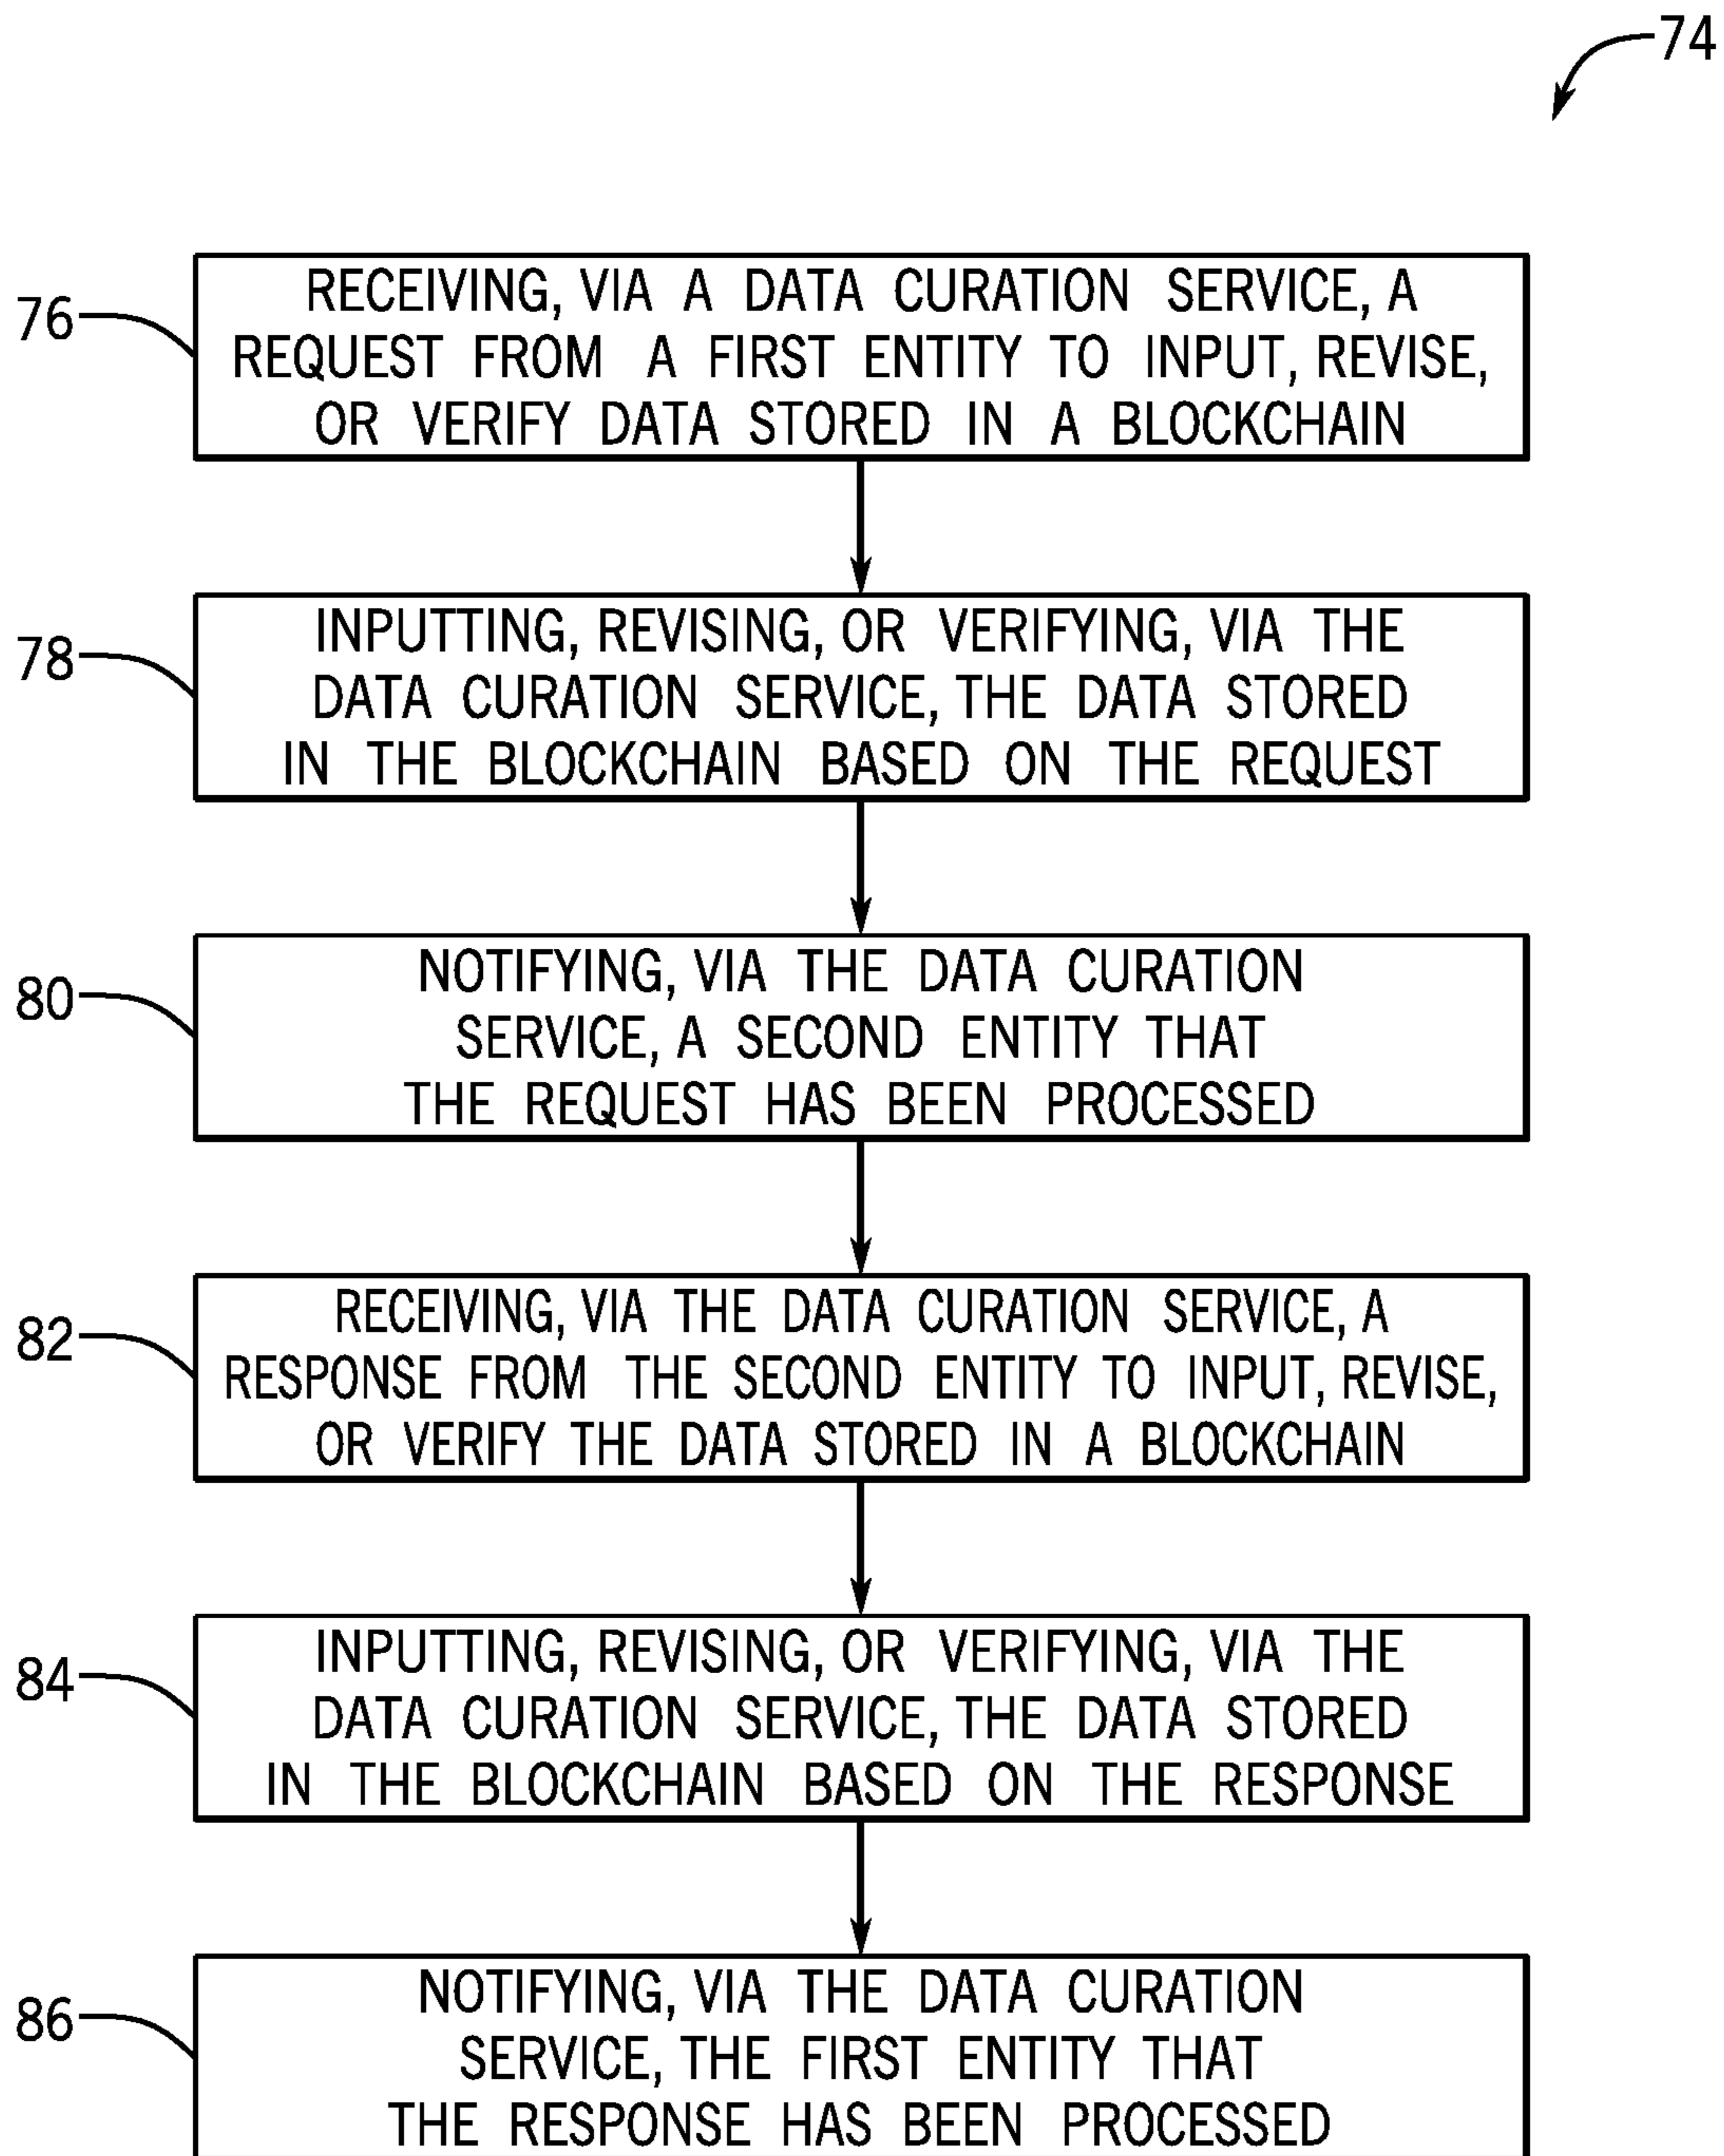 74
76
RECEIVING, VIA A DATA CURATION SERVICE, A
REQUEST FROM A FIRST ENTITY TO INPUT, REVISE,
OR VERIFY DATA STORED IN A BLOCKCHAIN
78
INPUTTING, REVISING, OR VERIFYING, VIA THE
DATA CURATION SERVICE, THE DATA STORED
IN THE BLOCKCHAIN BASED ON THE REQUEST
80
NOTIFYING, VIA THE DATA CURATION
SERVICE, A SECOND ENTITY THAT
THE REQUEST HAS BEEN PROCESSED
82
RECEIVING, VIA THE DATA CURATION SERVICE, A
RESPONSE FROM THE SECOND ENTITY TO INPUT, REVISE,
OR VERIFY THE DATA STORED IN A BLOCKCHAIN
84
INPUTTING, REVISING, OR VERIFYING, VIA THE
DATA CURATION SERVICE, THE DATA STORED
IN THE BLOCKCHAIN BASED ON THE RESPONSE
86
NOTIFYING, VIA THE DATA CURATION
SERVICE, THE FIRST ENTITY THAT
THE RESPONSE HAS BEEN PROCESSED